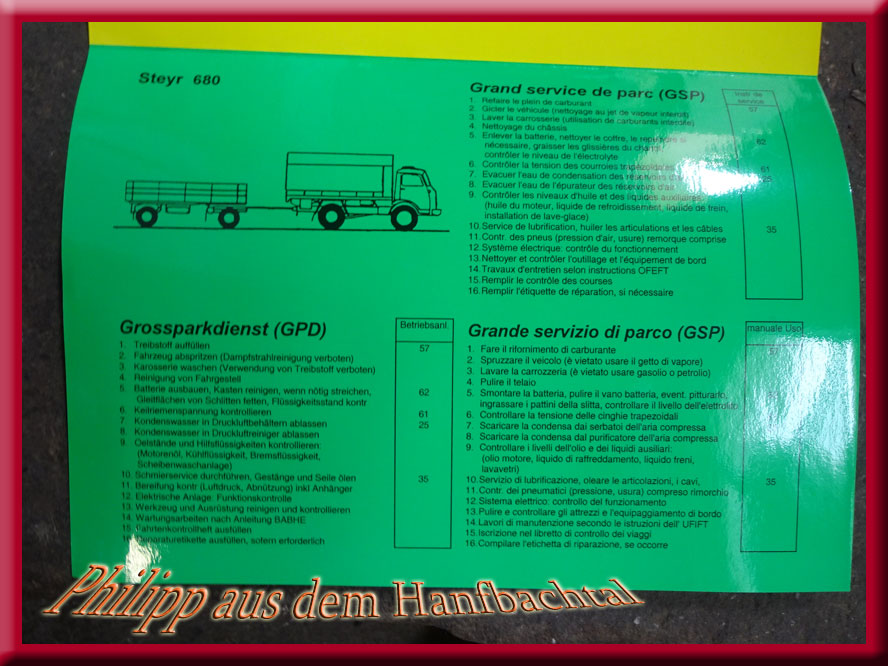 Steyr 680
Grand service de parc (GSP)
Instr de
service
1. Refaire le plein de carburant
2. Gicler le véhicule (nettoyage au jet de vapeur interdit)
57
3. Laver la carrosserie (utilisation de carburants interdite)
4. Nettoyage du châssis
5. Enlever la batterie, nettoyer le coffre, le repeindre si
62
nécessaire, graisser les glissières du
contrôler le niveau de l'électrolyte
6. Contrôler la tension des courroies trapézoïdales
61
7. Evacuer l'eau de condensation des réservoirs
25
8. Evacuer l'eau de l'épurateur des réservoirs d'air
9. Contrôler les niveaux d'huile et des liquides auxiliaires:
(huile du moteur, liquide de refroidissement, liquide de frein,
installation de lave-glace)
10. Service de lubrification, huiler les articulations et les câbles
35
11. Contr. des pneus (pression d'air, usure) remorque comprise
12. Système électrique: contrôle du fonctionnement
13. Nettoyer et contrôler l'outillage et l'équipement de bord
14. Travaux d'entretien selon instructions OFEFT
15. Remplir le contrôle des courses
16. Remplir l'étiquette de réparation, si nécessaire
Grossparkdienst (GPD)
Betriebsanl.
1. Treibstoff auffüllen
57
2. Fahrzeug abspritzen (Dampfstrahlreinigung verboten)
3. Karosserie waschen (Verwendung von Treibstoff verboten)
4. Reinigung von Fahrgestell
5. Batterie ausbauen, Kasten reinigen, wenn nötig streichen,
62
Gleitflächen von Schlitten fetten, Flüssigkeitsstand kontr
6. Keilriemenspannung kontrollieren
61
7. Kondenswasser in Druckluftbehältern ablassen
25
8. Kondenswasser in Druckluftreiniger ablassen
9. Oelstände und Hilfsflüssigkeiten kontrollieren:
(Motorenöl, Kühlflüssigkeit, Bremsflüssigkeit,
Scheibenwaschanlage)
10. Schmierservice durchführen, Gestänge und Seile ölen
35
11. Bereifung kontr (Luftdruck, Abnützung) inkl Anhänger
12. Elektrische Anlage: Funktionskontrolle
13. Werkzeug und Ausrüstung reinigen und kontrollieren
14. Wartungsarbeiten nach Anleitung BABHE
15. Fahrtenkontrollheft ausfüllen
16. Reparaturetikette ausfüllen, sofern erforderlich
Grande servizio di parco (GSP)
manuale Uso
1. Fare il rifornimento di carburante
57
2. Spruzzare il veicolo (è vietato usare il getto di vapore)
3. Lavare la carrozzeria (è vietato usare gasolio o petrolio)
4. Pulire il telaio
5. Smontare la batteria, pulire il vano batteria, event. pitturarlo,
ingrassare i pattini della slitta, controllare il livello dell'elettrolito
6. Controllare la tensione delle cinghie trapezoidali
7. Scaricare la condensa dai serbatoi dell'aria compressa
8. Scaricare la condensa dal purificatore dell'aria compressa
9. Controllare i livelli dell'olio e dei liquidi ausiliari:
(olio motore, liquido di raffreddamento, liquido freni,
lavavetri)
10. Servizio di lubrificazione, oleare le articolazioni, i cavi,
35
11. Contr. dei pneumatici (pressione, usura) compreso rimorchio
12. Sistema elettrico: controllo del funzionamento
13. Pulire e controllare gli attrezzi e l'equipaggiamento di bordo
14. Lavori di manutenzione secondo le istruzioni dell' UFIFT
15. Iscrizione nel libretto di controllo dei viaggi
16. Compilare l'etichetta di riparazione, se occorre
Philipp aus dem Hanfbachtal